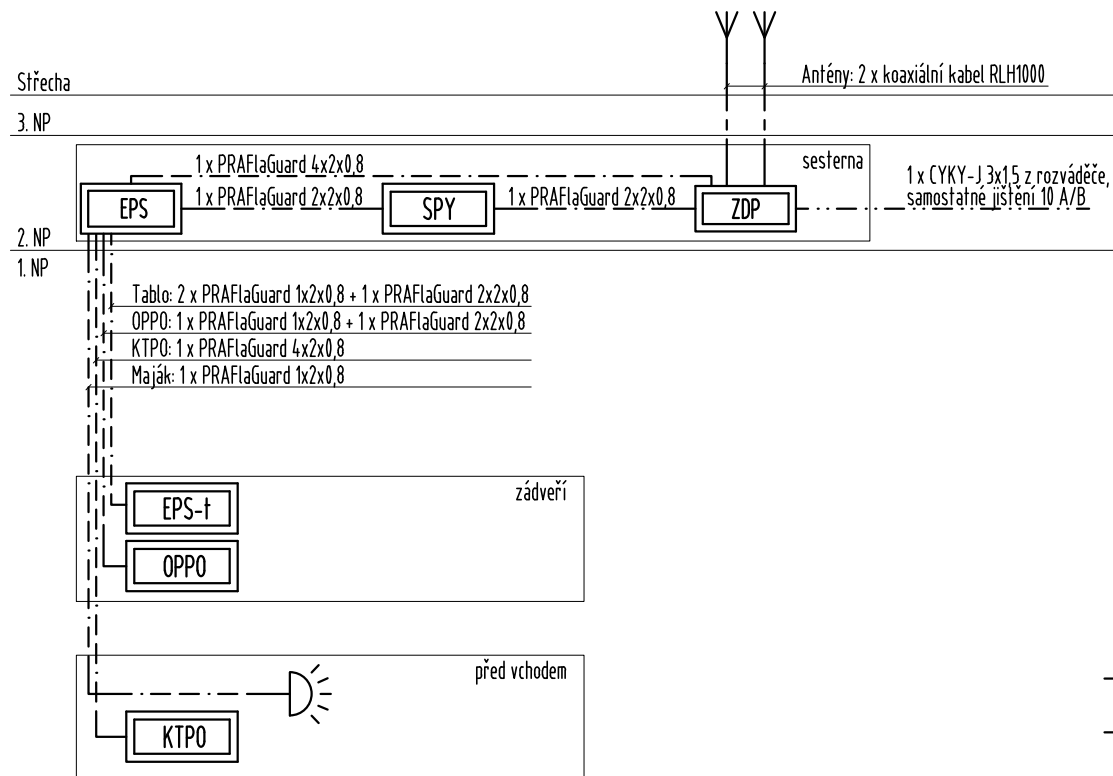 Střecha
Antény: 2 x koaxiální kabel RLH1000
3. NP
1 x PRAFlaGuard 4x2x0,8
sesterna
1 x CYKY-J 3x1,5 z rozváděče,
samostatné jištění 10 A/B
EPS
1 x PRAFlaGuard 2x2x0,8
SPY
1 x PRAFlaGuard 2x2x0,8
ZDP
2. NP
1. NP
Tablo: 2 x PRAFlaGuard 1x2x0,8 + 1 x PRAFlaGuard 2x2x0,8
OPPO: 1 x PRAFlaGuard 1x2x0,8 + 1 x PRAFlaGuard 2x2x0,8
KTPO: 1 x PRAFlaGuard 4x2x0,8
Maják: 1 x PRAFlaGuard 1x2x0,8
zádveří
EPS-t
OPPO
před vchodem
KTPO